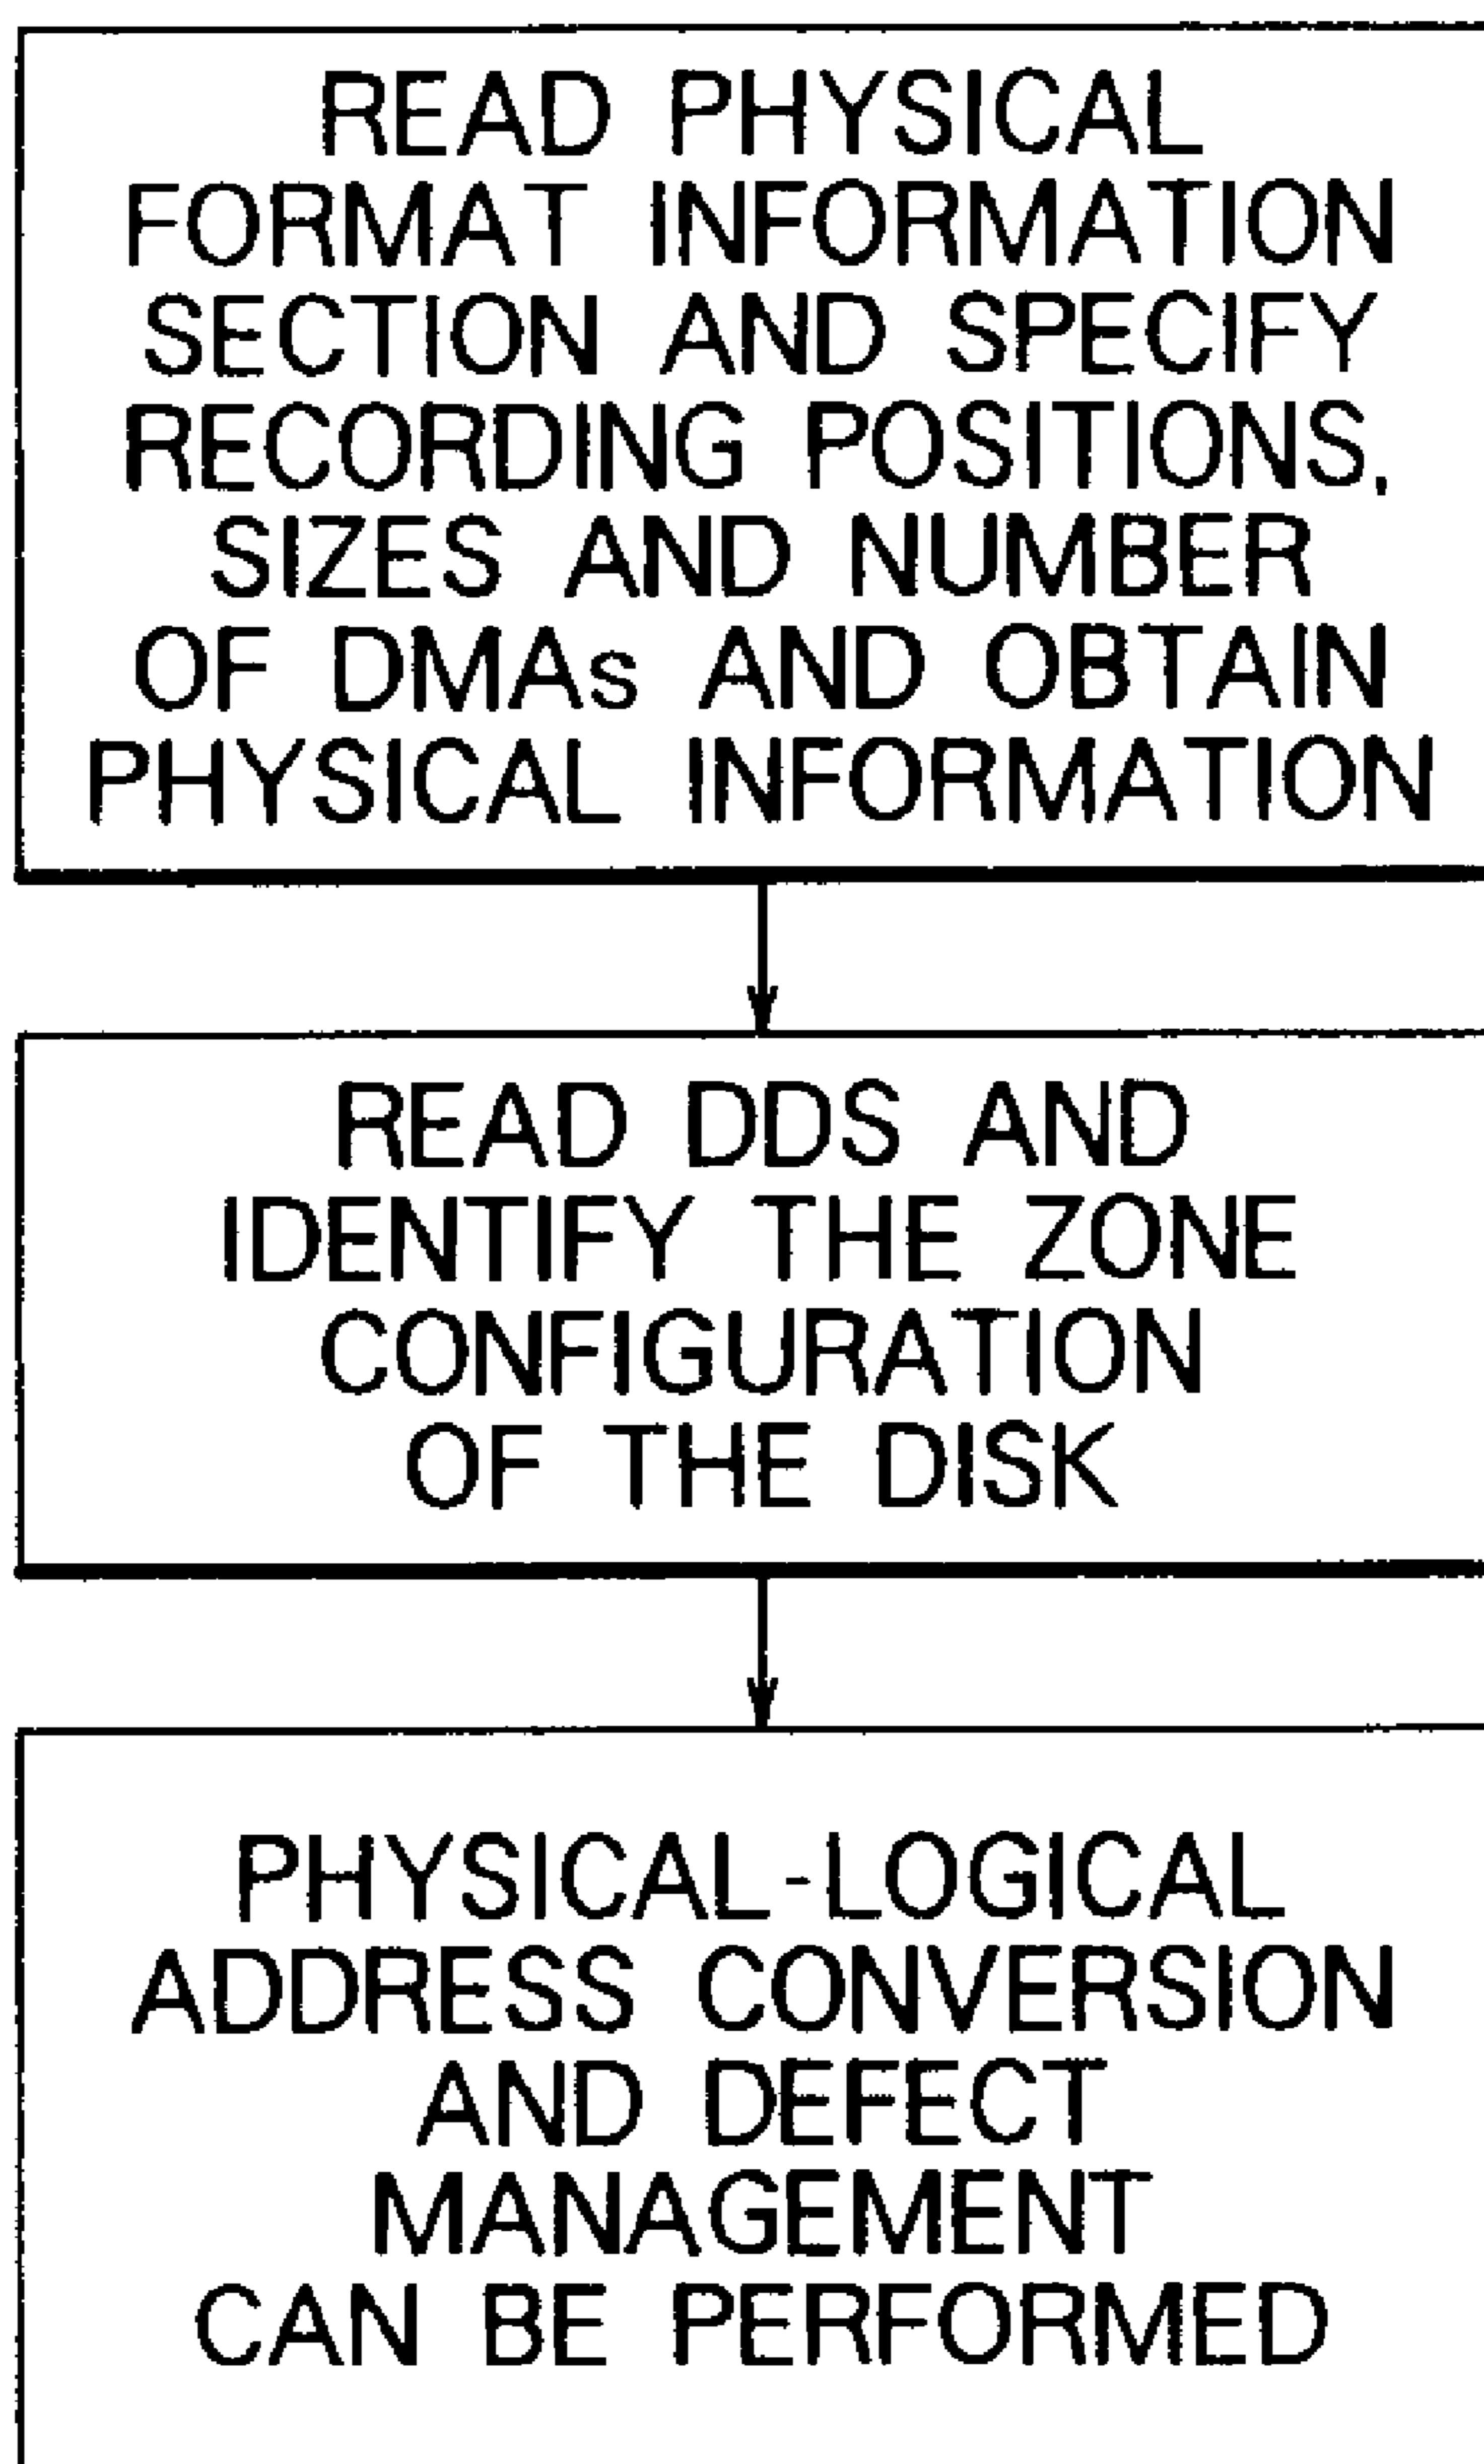 READ PHYSICAL
FORMAT INFORMATION
SECTION AND SPECIFY
RECORDING POSITIONS,
SIZES AND NUMBER
OF DMAs AND OBTAIN
PHYSICAL INFORMATION
READ DDS AND
IDENTIFY THE ZONE
CONFIGURATION
OF THE DISK
PHYSICAL-LOGICAL
ADDRESS CONVERSION
AND DEFECT
MANAGEMENT
CAN BE PERFORMED